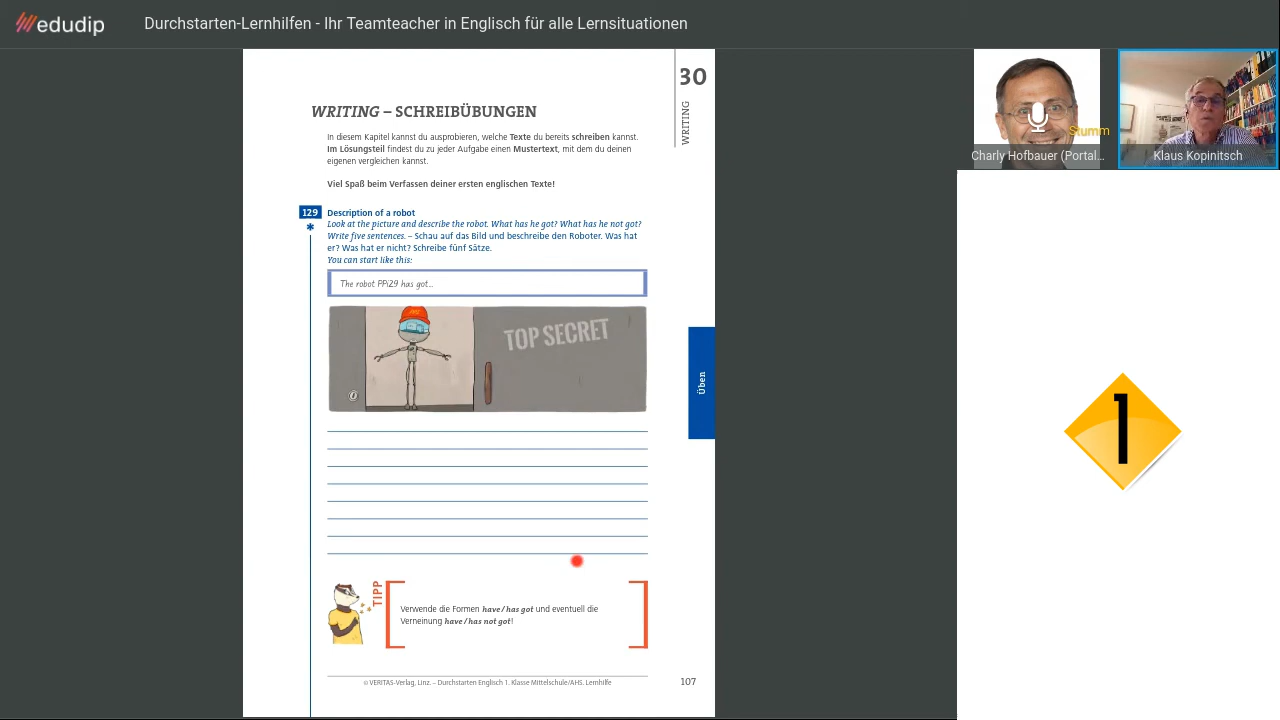 edudip
Durchstarten-Lernhilfen - Ihr Teamteacher in Englisch für alle Lernsituationen
Stumm
Charly Hofbauer (Portal...
Klaus Kopinitsch
30
WRITING
WRITING – SCHREIBÜBUNGEN
In diesem Kapitel kannst du ausprobieren, welche Texte du bereits schreiben kannst.
Im Lösungsteil findest du zu jeder Aufgabe einen Mustertext, mit dem du deinen
eigenen vergleichen kannst.
Viel Spaß beim Verfassen deiner ersten englischen Texte!
129
Description of a robot
*
Look at the picture and describe the robot. What has he got? What has he not got?
Write five sentences. – Schau auf das Bild und beschreibe den Roboter. Was hat
er? Was hat er nicht? Schreibe fünf Sätze.
You can start like this:
The robot PPi29 has got...
TOP SECRET
Üben
1
TIPP
Verwende die Formen have / has got und eventuell die
Verneinung have / has not got!
© VERITAS-Verlag, Linz. – Durchstarten Englisch 1. Klasse Mittelschule/AHS. Lernhilfe
107